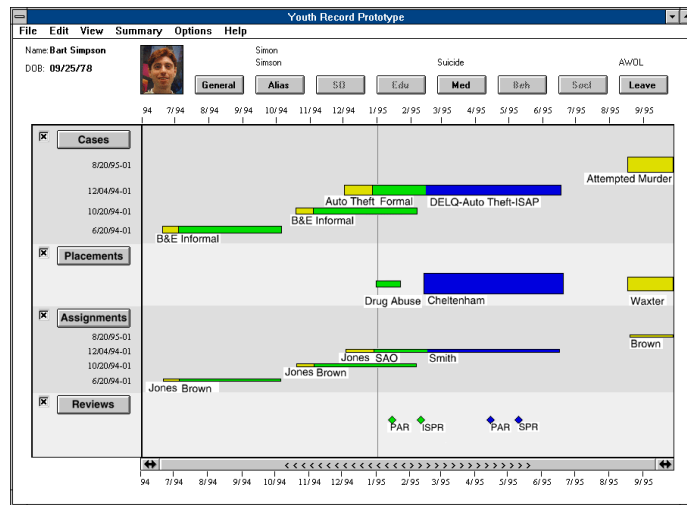 Youth Record Prototype
File Edit View Summary Options Help
Name: Bart Simpson
DOB: 09/25/78
Simon
Simson
Suicide
AWOL
General Alias SO Edu Med Beh Socl Leave
94 7/94 8/94 9/94 10/94 11/94 12/94 1/95 2/95 3/95 4/95 5/95 6/95 7/95 8/95 9/95
Cases
8/20/95-01
Attempted Murder
12/04/94-01
Auto Theft Formal DELQ-Auto Theft-ISAP
10/20/94-01
B&E Informal
6/20/94-01
B&E Informal
Placements
Drug Abuse Cheltenham Waxter
Assignments
8/20/95-01
Brown
12/04/94-01
Jones SAO Smith
10/20/94-01
Jones Brown
6/20/94-01
Jones Brown
Reviews
PAR ISPR PAR SPR
94 7/94 8/94 9/94 10/94 11/94 12/94 1/95 2/95 3/95 4/95 5/95 6/95 7/95 8/95 9/95